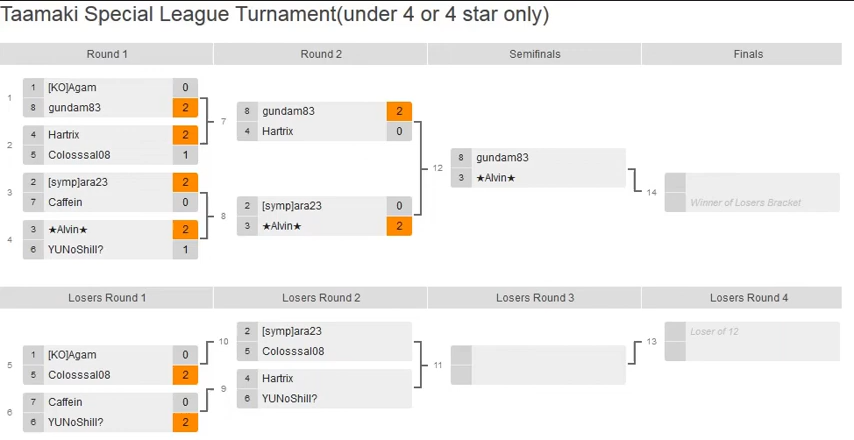 Taamaki Special League Turnament(under 4 or 4 star only)
Round 1 Round 2 Semifinals Finals
1 [KO]Agam 0
1
8 gundam83 2
4 Hartrix 2
2
5 Colosssal08 1
2 [symp]ara23 2
3
7 Caffein 0
3 ★Alvin★ 2
4
6 YUNoShill? 1
8 gundam83 2
7
4 Hartrix 0
2 [symp]ara23 0
8
3 ★Alvin★ 2
8 gundam83
12
3 ★Alvin★
14
Winner of Losers Bracket
Losers Round 1 Losers Round 2 Losers Round 3 Losers Round 4
1 [KO]Agam 0
5
5 Colosssal08 2
7 Caffein 0
6
6 YUNoShill? 2
2 [symp]ara23
10
5 Colosssal08
4 Hartrix
9
6 YUNoShill?
11
Loser of 12
13